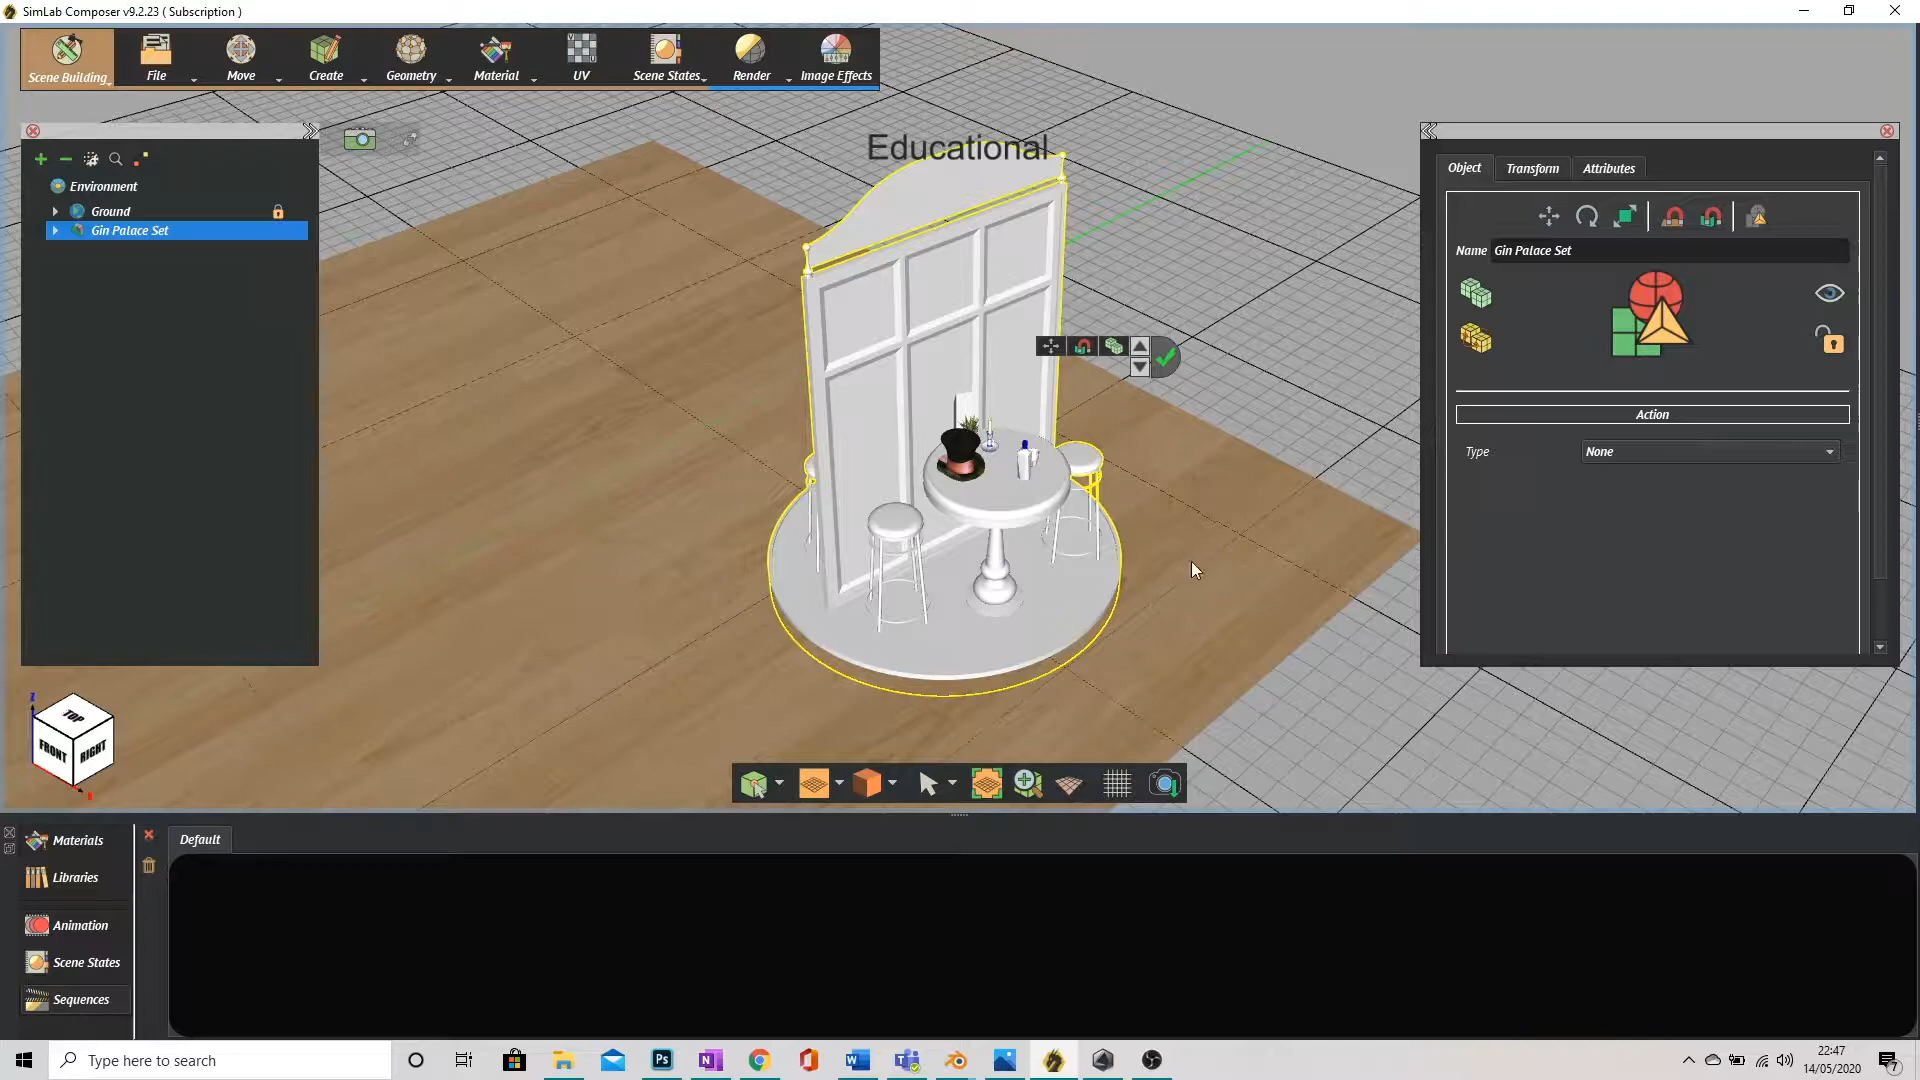 SimLab Composer v9.2.23 ( Subscription )
Scene Building
File
Move
Create
Geometry
Material
UV
Scene States
Render
Image Effects
Educational
Environment
Ground
Gin Palace Set
Object
Transform
Attributes
Name
Gin Palace Set
Action
Type
None
Z
TOP
FRONT
RIGHT
Materials
Default
Libraries
Animation
Scene States
Sequences
Type here to search
22:47
14/05/2020